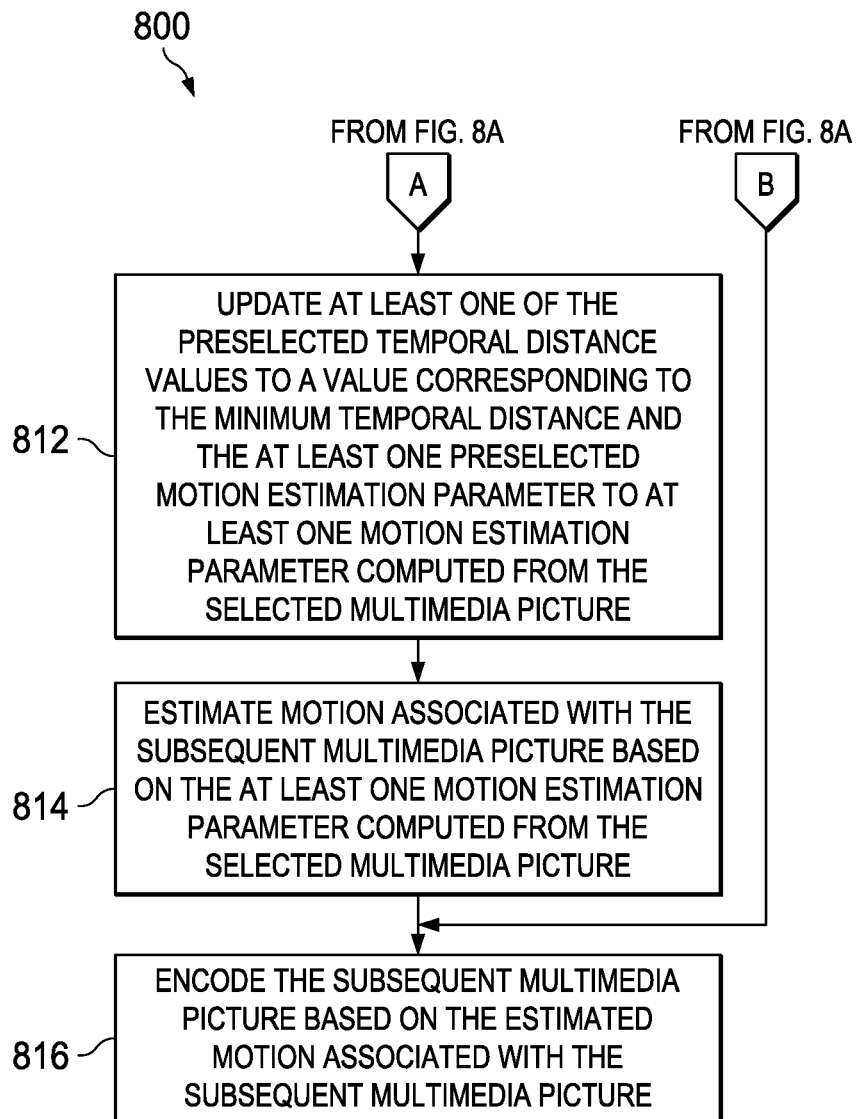 800
FROM FIG. 8A
FROM FIG. 8A
A
B
812
UPDATE AT LEAST ONE OF THE
PRESELECTED TEMPORAL DISTANCE
VALUES TO A VALUE CORRESPONDING TO
THE MINIMUM TEMPORAL DISTANCE AND
THE AT LEAST ONE PRESELECTED
MOTION ESTIMATION PARAMETER TO AT
LEAST ONE MOTION ESTIMATION
PARAMETER COMPUTED FROM THE
SELECTED MULTIMEDIA PICTURE
814
ESTIMATE MOTION ASSOCIATED WITH THE
SUBSEQUENT MULTIMEDIA PICTURE BASED
ON THE AT LEAST ONE MOTION ESTIMATION
PARAMETER COMPUTED FROM THE
SELECTED MULTIMEDIA PICTURE
816
ENCODE THE SUBSEQUENT MULTIMEDIA
PICTURE BASED ON THE ESTIMATED
MOTION ASSOCIATED WITH THE
SUBSEQUENT MULTIMEDIA PICTURE